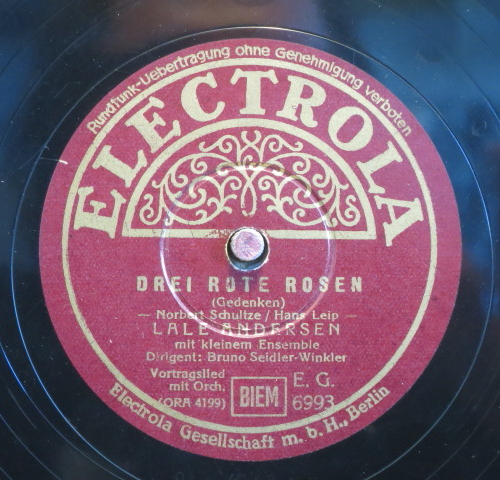 Rundfunk-Uebertragung ohne Genehmigung verboten
ELECTROLA
DREI ROTE ROSEN
(Gedenken)
— Norbert Schultze / Hans Leip —
LALE ANDERSEN
mit kleinem Ensemble
Dirigent: Bruno Seidler-Winkler
Vortragslied
mit Orch.
(ORA 4199)
BIEM
E. G.
6993
Electrola Gesellschaft m. b. H., Berlin